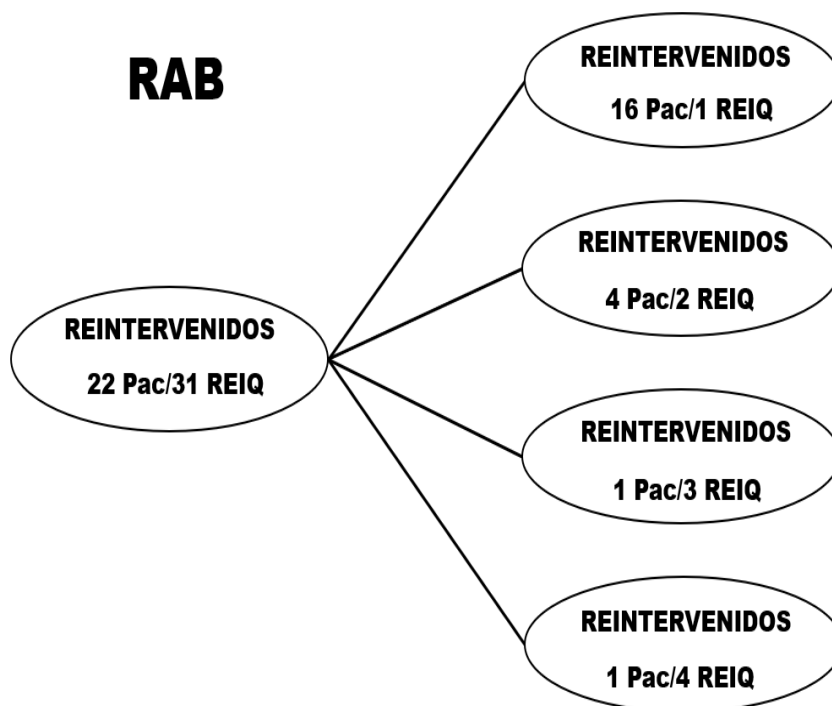 RAB
REINTERVENIDOS
22 Pac/31 REIQ
REINTERVENIDOS
16 Pac/1 REIQ
REINTERVENIDOS
4 Pac/2 REIQ
REINTERVENIDOS
1 Pac/3 REIQ
REINTERVENIDOS
1 Pac/4 REIQ